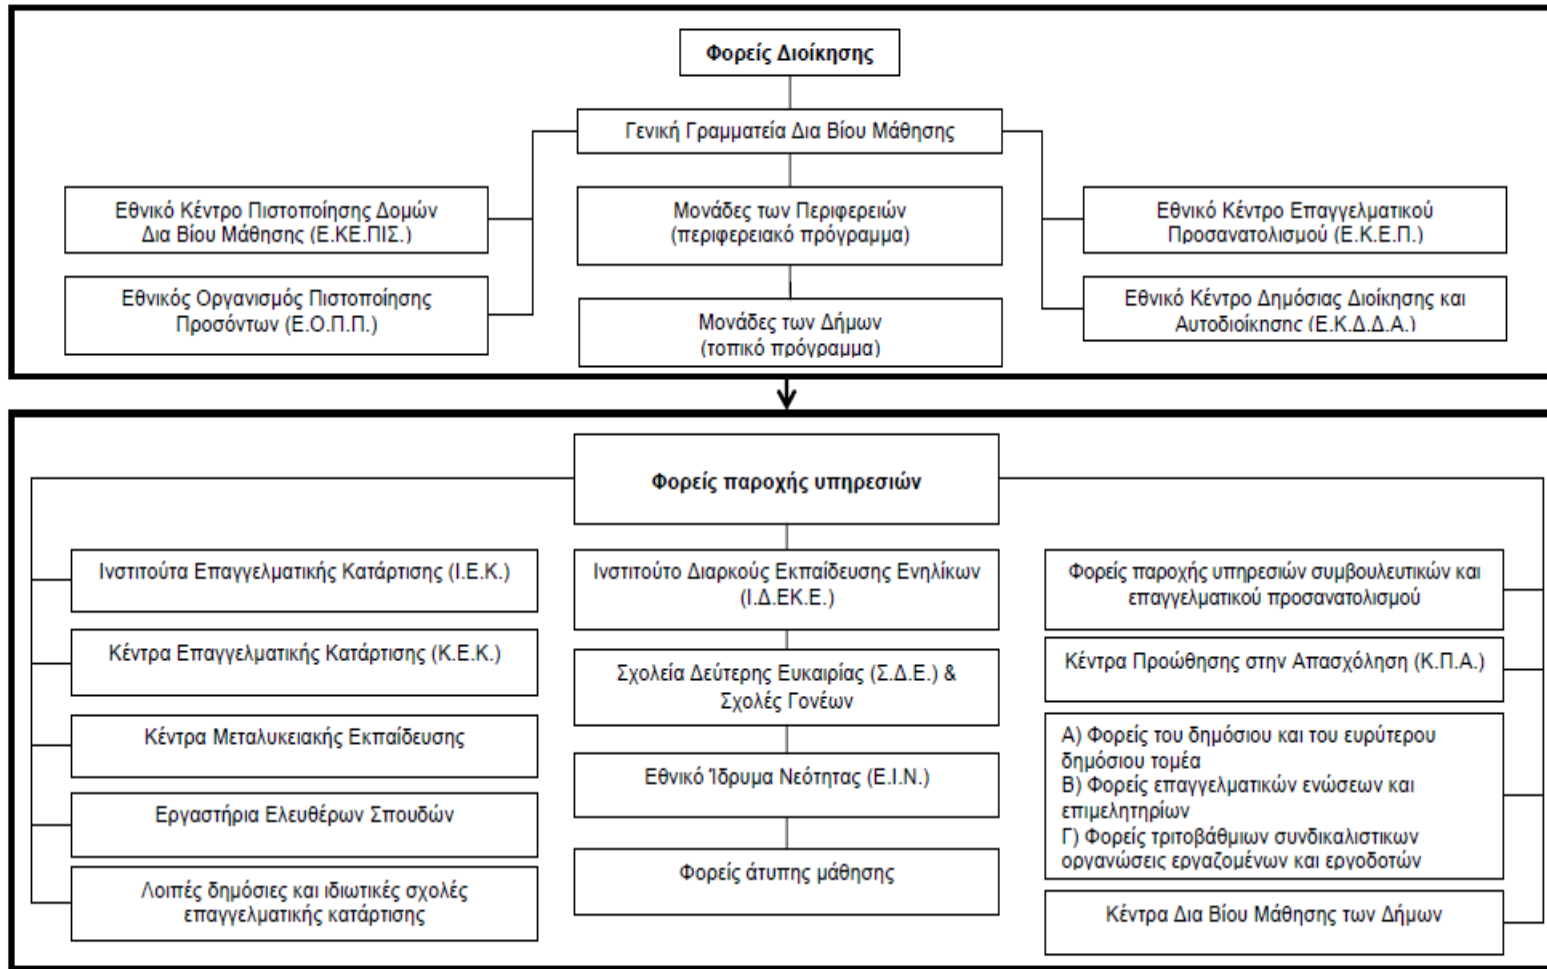 Φορείς Διοίκησης
Γενική Γραμματεία Δια Βίου Μάθησης
Εθνικό Κέντρο Πιστοποίησης Δομών
Δια Βίου Μάθησης (Ε.ΚΕ.ΠΙΣ.)
Μονάδες των Περιφερειών
(περιφερειακό πρόγραμμα)
Εθνικό Κέντρο Επαγγελματικού
Προσανατολισμού (Ε.Κ.Ε.Π.)
Εθνικός Οργανισμός Πιστοποίησης
Προσόντων (Ε.Ο.Π.Π.)
Μονάδες των Δήμων
(τοπικό πρόγραμμα)
Εθνικό Κέντρο Δημόσιας Διοίκησης και
Αυτοδιοίκησης (Ε.Κ.Δ.Δ.Α.)
Φορείς παροχής υπηρεσιών
Ινστιτούτα Επαγγελματικής Κατάρτισης (Ι.Ε.Κ.)
Κέντρα Επαγγελματικής Κατάρτισης (Κ.Ε.Κ.)
Κέντρα Μεταλυκειακής Εκπαίδευσης
Εργαστήρια Ελευθέρων Σπουδών
Λοιπές δημόσιες και ιδιωτικές σχολές
επαγγελματικής κατάρτισης
Ινστιτούτο Διαρκούς Εκπαίδευσης Ενηλίκων
(Ι.Δ.ΕΚ.Ε.)
Σχολεία Δεύτερης Ευκαιρίας (Σ.Δ.Ε.) &
Σχολές Γονέων
Εθνικό Ίδρυμα Νεότητας (Ε.Ι.Ν.)
Φορείς άτυπης μάθησης
Φορείς παροχής υπηρεσιών συμβουλευτικών και
επαγγελματικού προσανατολισμού
Κέντρα Προώθησης στην Απασχόληση (Κ.Π.Α.)
Α) Φορείς του δημόσιου και του ευρύτερου
δημόσιου τομέα
Β) Φορείς επαγγελματικών ενώσεων και
επιμελητηρίων
Γ) Φορείς τριτοβάθμιων συνδικαλιστικων
οργανώσεις εργαζομένων και εργοδοτών
Κέντρα Δια Βίου Μάθησης των Δήμων